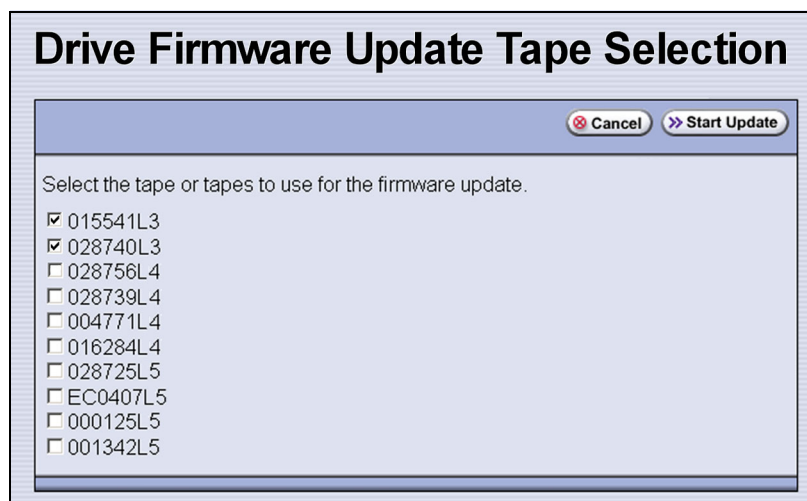 Drive Firmware Update Tape Selection
Cancel Start Update
Select the tape or tapes to use for the firmware update.
015541L3
028740L3
028756L4
028739L4
004771L4
016284L4
028725L5
EC0407L5
000125L5
001342L5